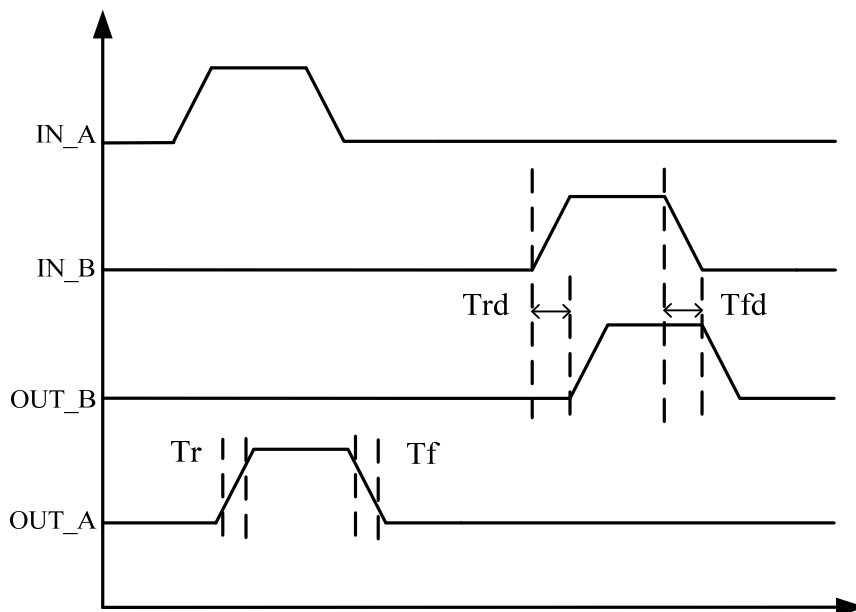 IN_A
IN_B
Trd
Tfd
OUT_B
Tr
Tf
OUT_A